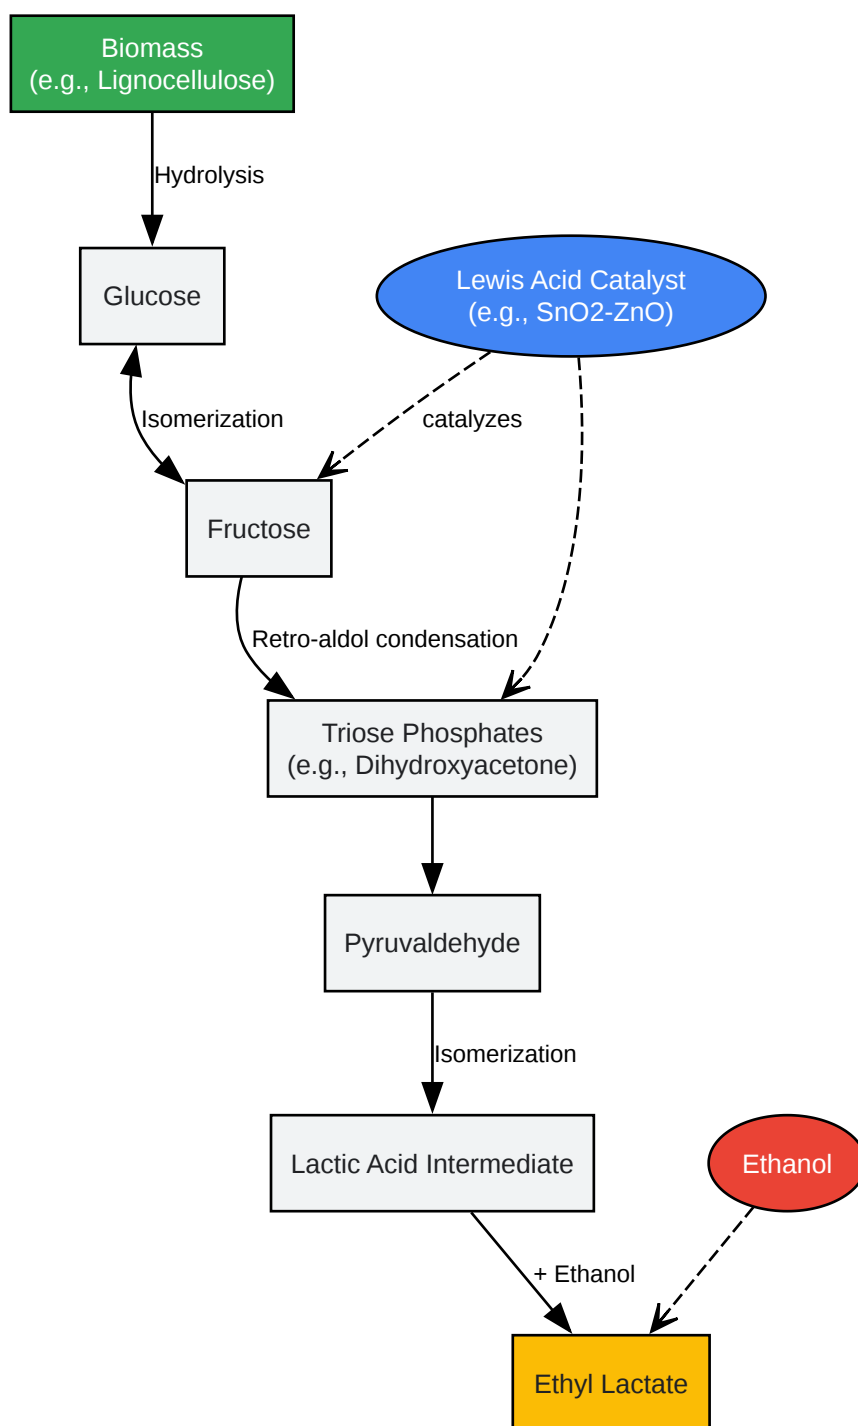 Biomass
(e.g., Lignocellulose)
Hydrolysis
Glucose
Lewis Acid Catalyst
(e.g., SnO2-ZnO)
Isomerization
catalyzes
Fructose
Retro-aldol condensation
Triose Phosphates
(e.g., Dihydroxyacetone)
Pyruvaldehyde
Isomerization
Lactic Acid Intermediate
Ethanol
+ Ethanol
Ethyl Lactate